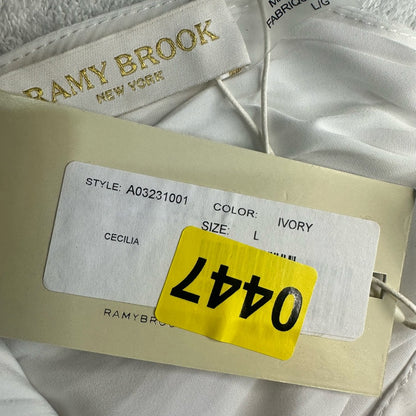 RAMY BROOK
NEW YORK
L/G
STYLE: A03231001
COLOR: IVORY
SIZE: L
CECILIA
0447
RAMYBROOK